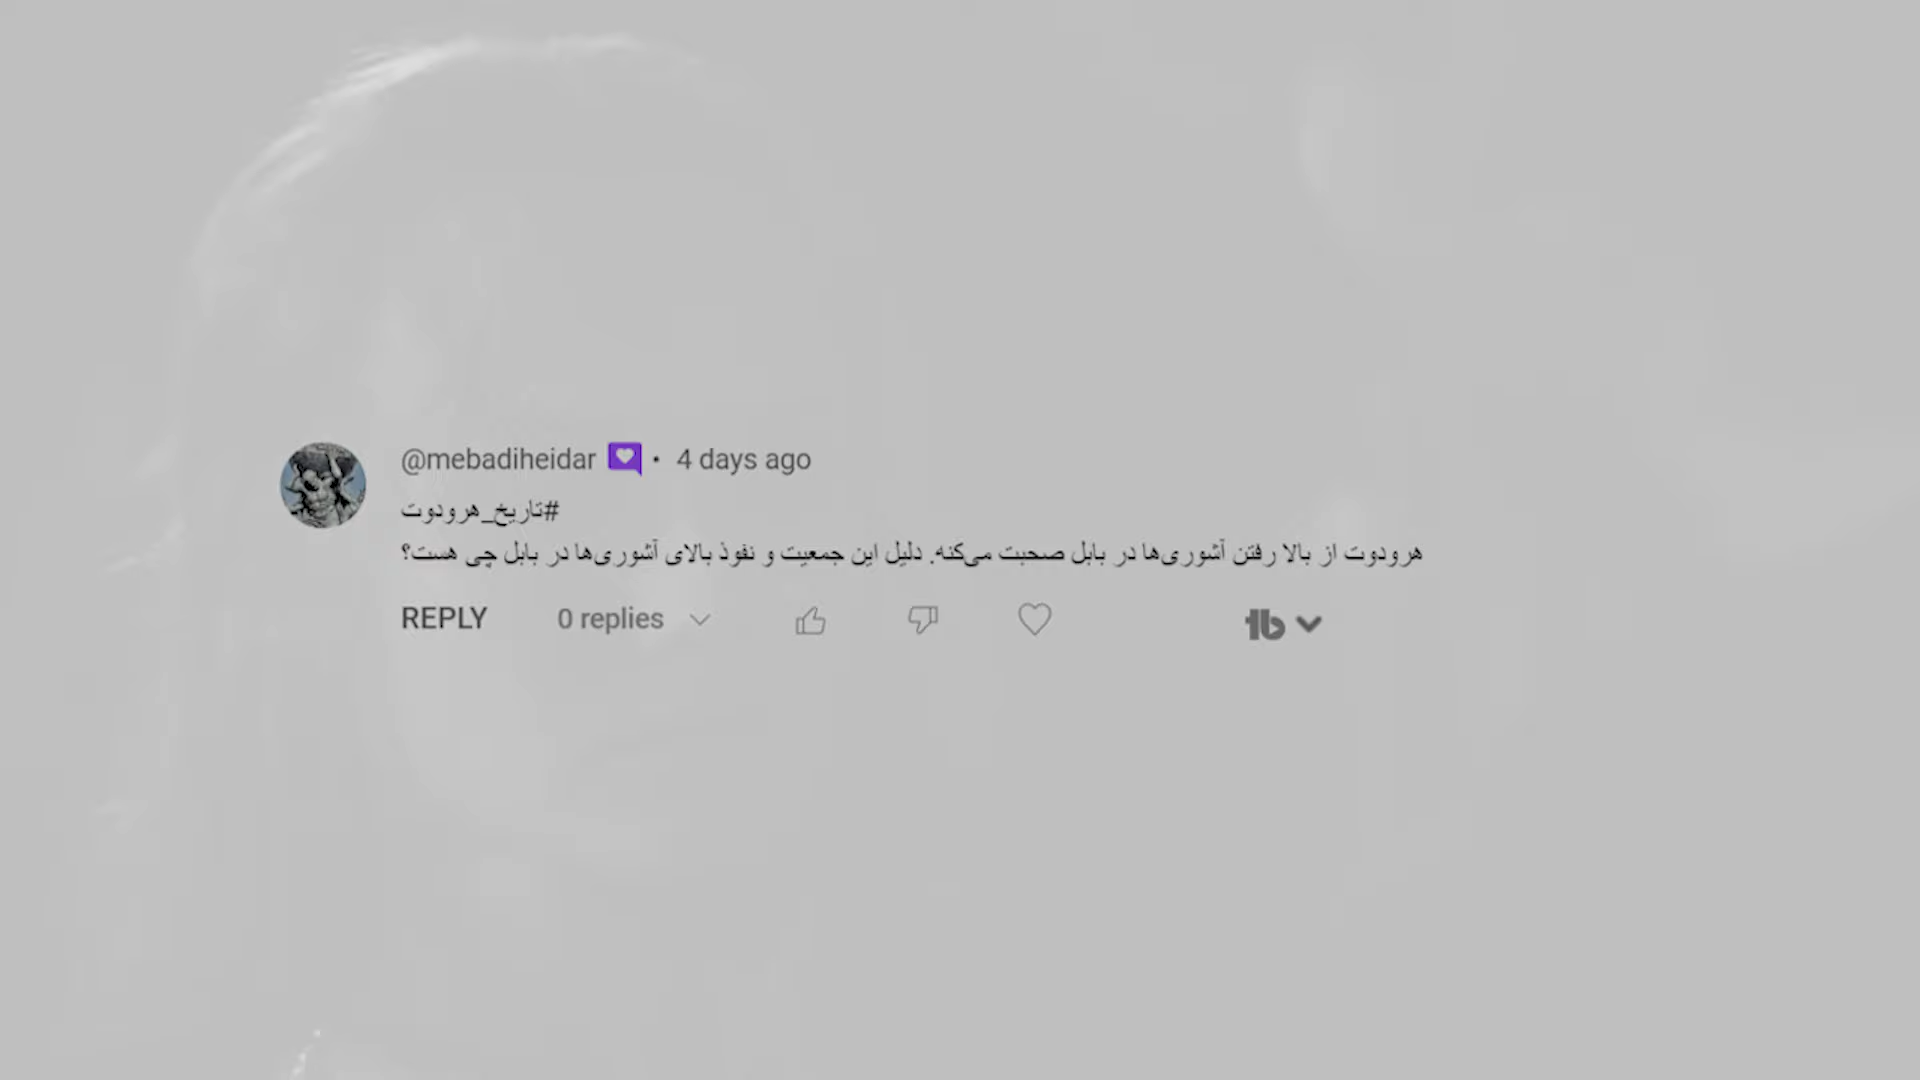 @mebadiheidar • 4 days ago
#تاریخ_هرودوت
هرودوت از بالا رفتن آشوری‌ها در بابل صحبت می‌کنه. دلیل این جمعیت و نفوذ بالای آشوری‌ها در بابل چی هست؟
REPLY 0 replies
tb